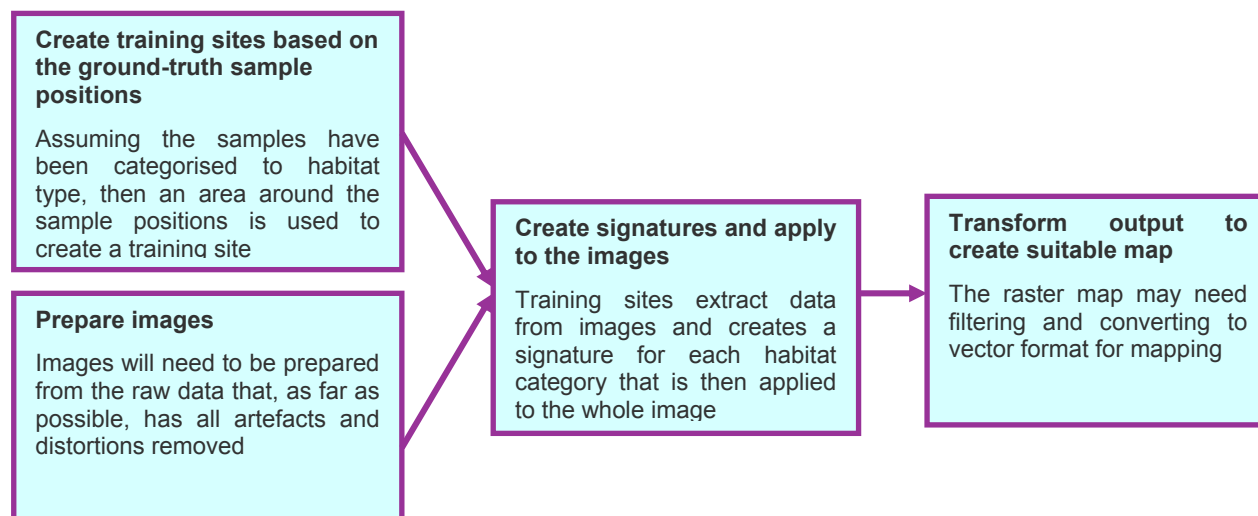 Create training sites based on
the ground-truth sample
positions
Assuming the samples have
been categorised to habitat
type, then an area around the
sample positions is used to
create a training site
Prepare images
Images will need to be prepared
from the raw data that, as far as
possible, has all artefacts and
distortions removed
Create signatures and apply
to the images
Training sites extract data
from images and creates a
signature for each habitat
category that is then applied
to the whole image
Transform output to
create suitable map
The raster map may need
filtering and converting to
vector format for mapping